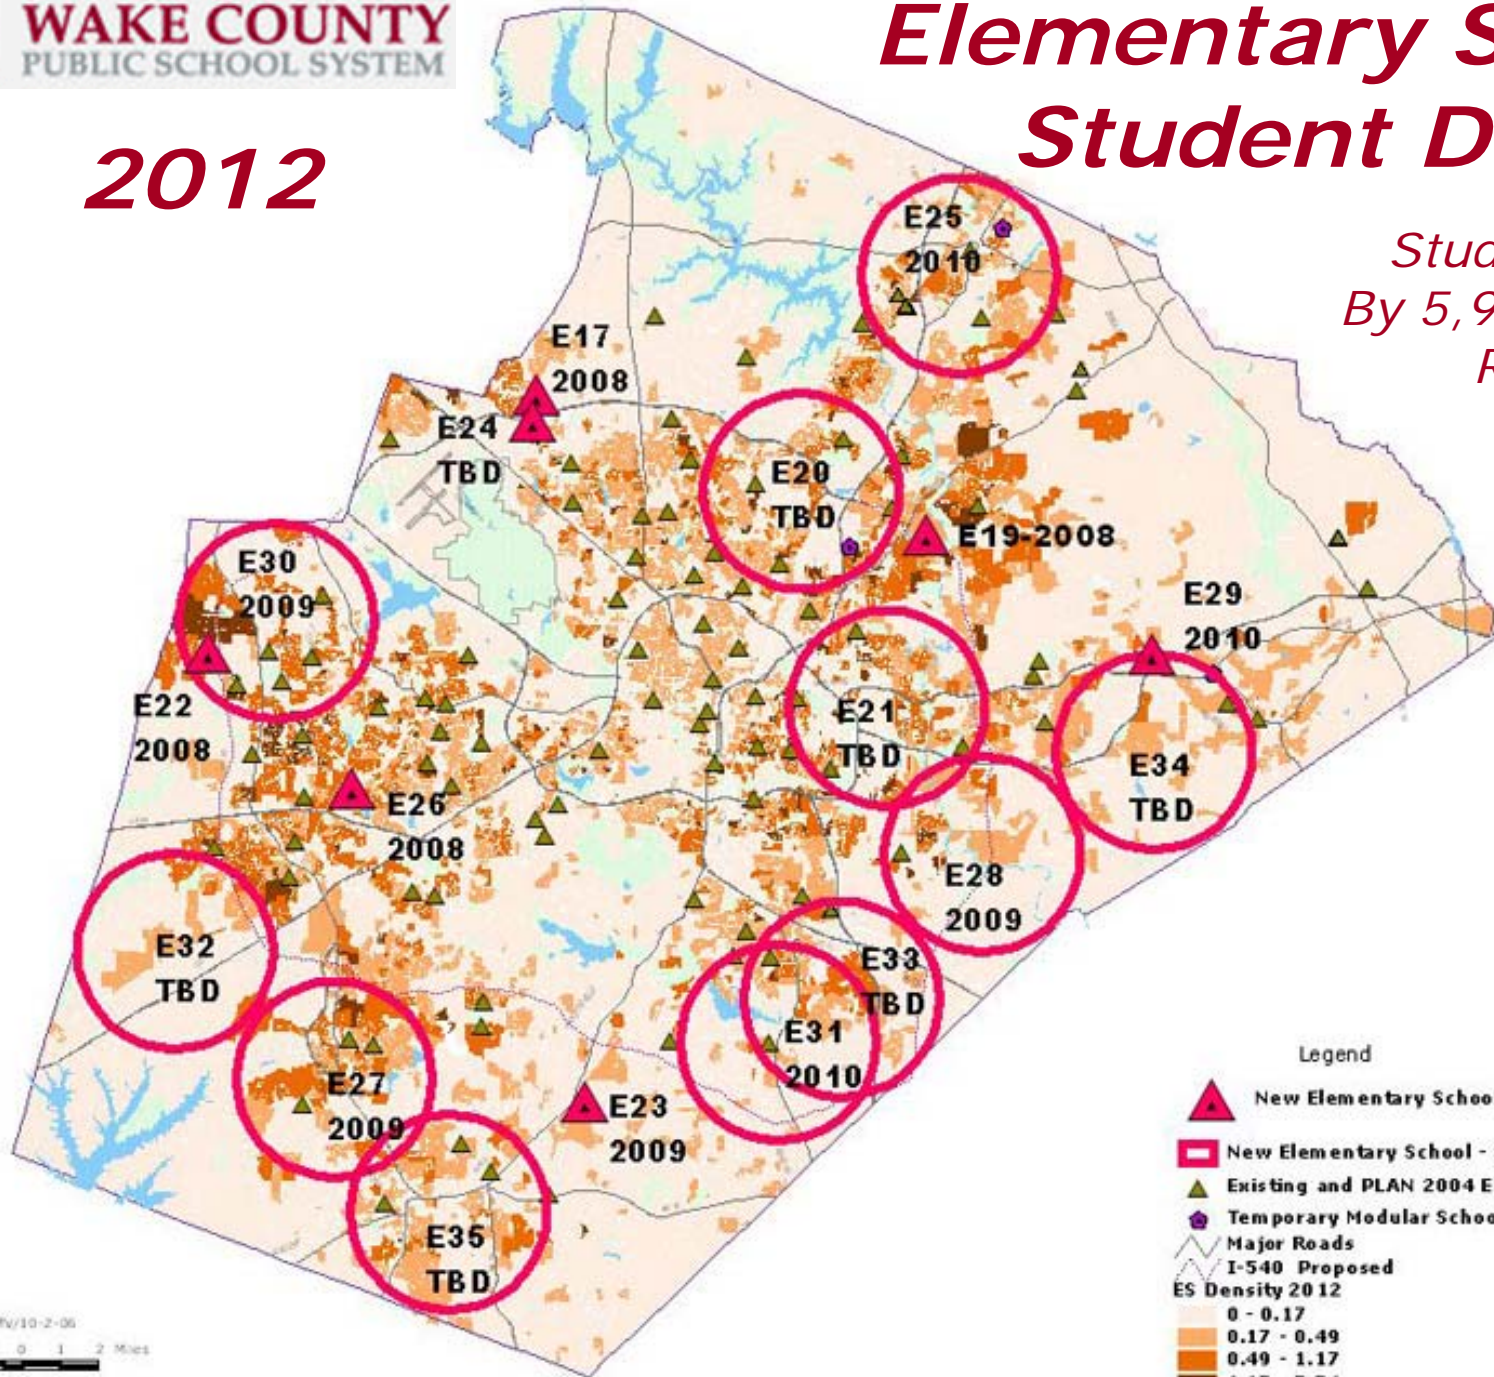 WAKE COUNTY
PUBLIC SCHOOL SYSTEM
2012
Elementary S
Student D
Stud
By 5,9
R
E25
2010
E17
2008
E24
TBD
E20
TBD
E19-2008
E30
2009
E29
2010
E22
2008
E21
TBD
E34
TBD
E26
2008
E28
2009
E32
TBD
E33
TBD
E31
2010
E27
2009
E23
2009
E35
TBD
Legend
New Elementary Schoo
New Elementary School -
Existing and PLAN 2004 E
Temporary Modular Schoo
Major Roads
I-540 Proposed
ES Density 2012
0 - 0.17
0.17 - 0.49
0.49 - 1.17
/10-2-06
0 1 2 Miles